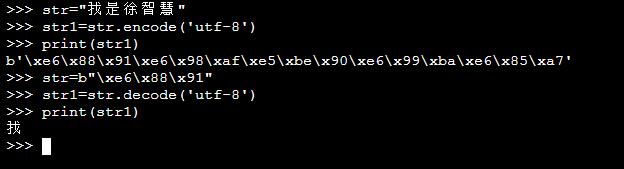 >>> str="我是徐智慧"
>>> str1=str.encode('utf-8')
>>> print(str1)
b'\xe6\x88\x91\xe6\x98\xaf\xe5\xbe\x90\xe6\x99\xba\xe6\x85\xa7'
>>> str=b"\xe6\x88\x91"
>>> str1=str.decode('utf-8')
>>> print(str1)
我
>>>